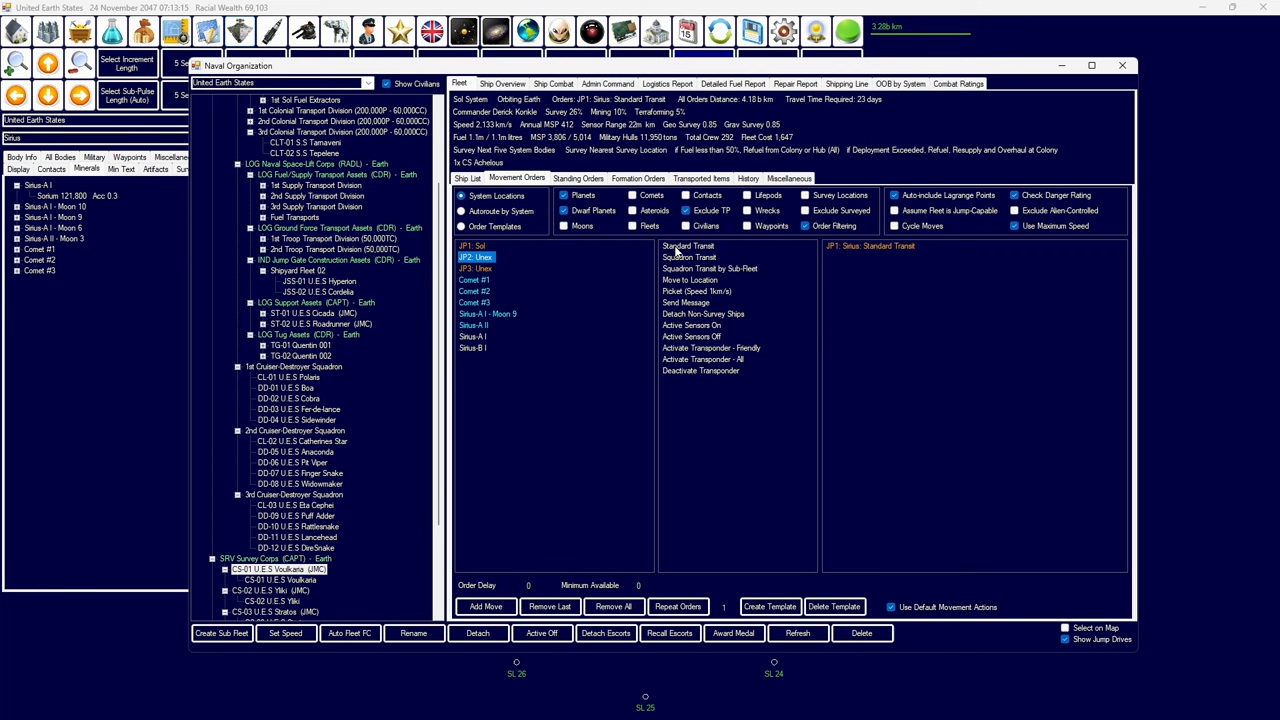 United Earth States   24 November 2047 07:13:15   Racial Wealth 69,103
3.28b km
Select Increment Length
5 Se
Select Sub-Pulse Length (Auto)
5 Se
United Earth States
Sirius
Body Info   All Bodies   Military   Waypoints   Miscellane
Display   Contacts   Minerals   Min Text   Artifacts   Sur
Sirius-A I
Sorium 121,800   Acc 0.3
Sirius-A I - Moon 10
Sirius-A I - Moon 9
Sirius-A I - Moon 6
Sirius-A II - Moon 3
Comet #1
Comet #2
Comet #3
Naval Organization
United Earth States
Show Civilians
1st Sol Fuel Extractors
1st Colonial Transport Division (200,000P - 60,000CC)
2nd Colonial Transport Division (200,000P - 60,000CC)
3rd Colonial Transport Division (200,000P - 60,000CC)
CLT-01 S.S Tamaveni
CLT-02 S.S Tepelene
LOG Naval Space-Lift Corps (RADL) - Earth
LOG Fuel/Supply Transport Assets (CDR) - Earth
1st Supply Transport Division
2nd Supply Transport Division
3rd Supply Transport Division
Fuel Transports
LOG Ground Force Transport Assets (CDR) - Earth
1st Troop Transport Division (50,000TC)
2nd Troop Transport Division (50,000TC)
IND Jump Gate Construction Assets (CDR) - Earth
Shipyard Fleet 02
JSS-01 U.E.S Hyperion
JSS-02 U.E.S Cordelia
LOG Support Assets (CAPT) - Earth
ST-01 U.E.S Cicada (JMC)
ST-02 U.E.S Roadrunner (JMC)
LOG Tug Assets (CDR) - Earth
TG-01 Quentin 001
TG-02 Quentin 002
1st Cruiser-Destroyer Squadron
CL-01 U.E.S Polaris
DD-01 U.E.S Boa
DD-02 U.E.S Cobra
DD-03 U.E.S Fer-de-lance
DD-04 U.E.S Sidewinder
2nd Cruiser-Destroyer Squadron
CL-02 U.E.S Catherines Star
DD-05 U.E.S Anaconda
DD-06 U.E.S Pit Viper
DD-07 U.E.S Finger Snake
DD-08 U.E.S Widowmaker
3rd Cruiser-Destroyer Squadron
CL-03 U.E.S Eta Cephei
DD-09 U.E.S Puff Adder
DD-10 U.E.S Rattlesnake
DD-11 U.E.S Lancehead
DD-12 U.E.S DireSnake
SRV Survey Corps (CAPT) - Earth
CS-01 U.E.S Voulkaria (JMC)
CS-01 U.E.S Voulkaria
CS-02 U.E.S Yliki (JMC)
CS-02 U.E.S Yliki
CS-03 U.E.S Stratos (JMC)
Fleet   Ship Overview   Ship Combat   Admin Command   Logistics Report   Detailed Fuel Report   Repair Report   Shipping Line   OOB by System   Combat Ratings
Sol System   Orbiting Earth   Orders: JP1: Sirius: Standard Transit   All Orders Distance: 4.18b km   Travel Time Required: 23 days
Commander Derick Konkle   Survey 26%   Mining 10%   Terraforming 5%
Speed 2,133 km/s   Annual MSP 412   Sensor Range 22m km   Geo Survey 0.85   Grav Survey 0.85
Fuel 1.1m / 1.1m litres   MSP 3,806 / 5,014   Military Hulls 11,950 tons   Total Crew 292   Fleet Cost 1,647
Survey Next Five System Bodies   Survey Nearest Survey Location   if Fuel less than 50%, Refuel from Colony or Hub (All)   if Deployment Exceeded, Refuel, Resupply and Overhaul at Colony
1x CS Achelous
Ship List   Movement Orders   Standing Orders   Formation Orders   Transported Items   History   Miscellaneous
System Locations
Autoroute by System
Order Templates
Planets   Comets   Contacts   Lifepods   Survey Locations
Dwarf Planets   Asteroids   Exclude TP   Wrecks   Exclude Surveyed
Moons   Fleets   Civilians   Waypoints   Order Filtering
Auto-include Lagrange Points   Check Danger Rating
Assume Fleet is Jump-Capable   Exclude Alien-Controlled
Cycle Moves   Use Maximum Speed
JP1: Sol
JP2: Unex
JP3: Unex
Comet #1
Comet #2
Comet #3
Sirius-A I - Moon 9
Sirius-A II
Sirius-A I
Sirius-B I
Standard Transit
Squadron Transit
Squadron Transit by Sub-Fleet
Move to Location
Picket (Speed 1km/s)
Send Message
Detach Non-Survey Ships
Active Sensors On
Active Sensors Off
Activate Transponder - Friendly
Activate Transponder - All
Deactivate Transponder
JP1: Sirius: Standard Transit
Order Delay   0   Minimum Available   0
Add Move   Remove Last   Remove All   Repeat Orders   1   Create Template   Delete Template   Use Default Movement Actions
Create Sub Fleet   Set Speed   Auto Fleet FC   Rename   Detach   Active Off   Detach Escorts   Recall Escorts   Award Medal   Refresh   Delete
Select on Map
Show Jump Drives
SL 26
SL 24
SL 25